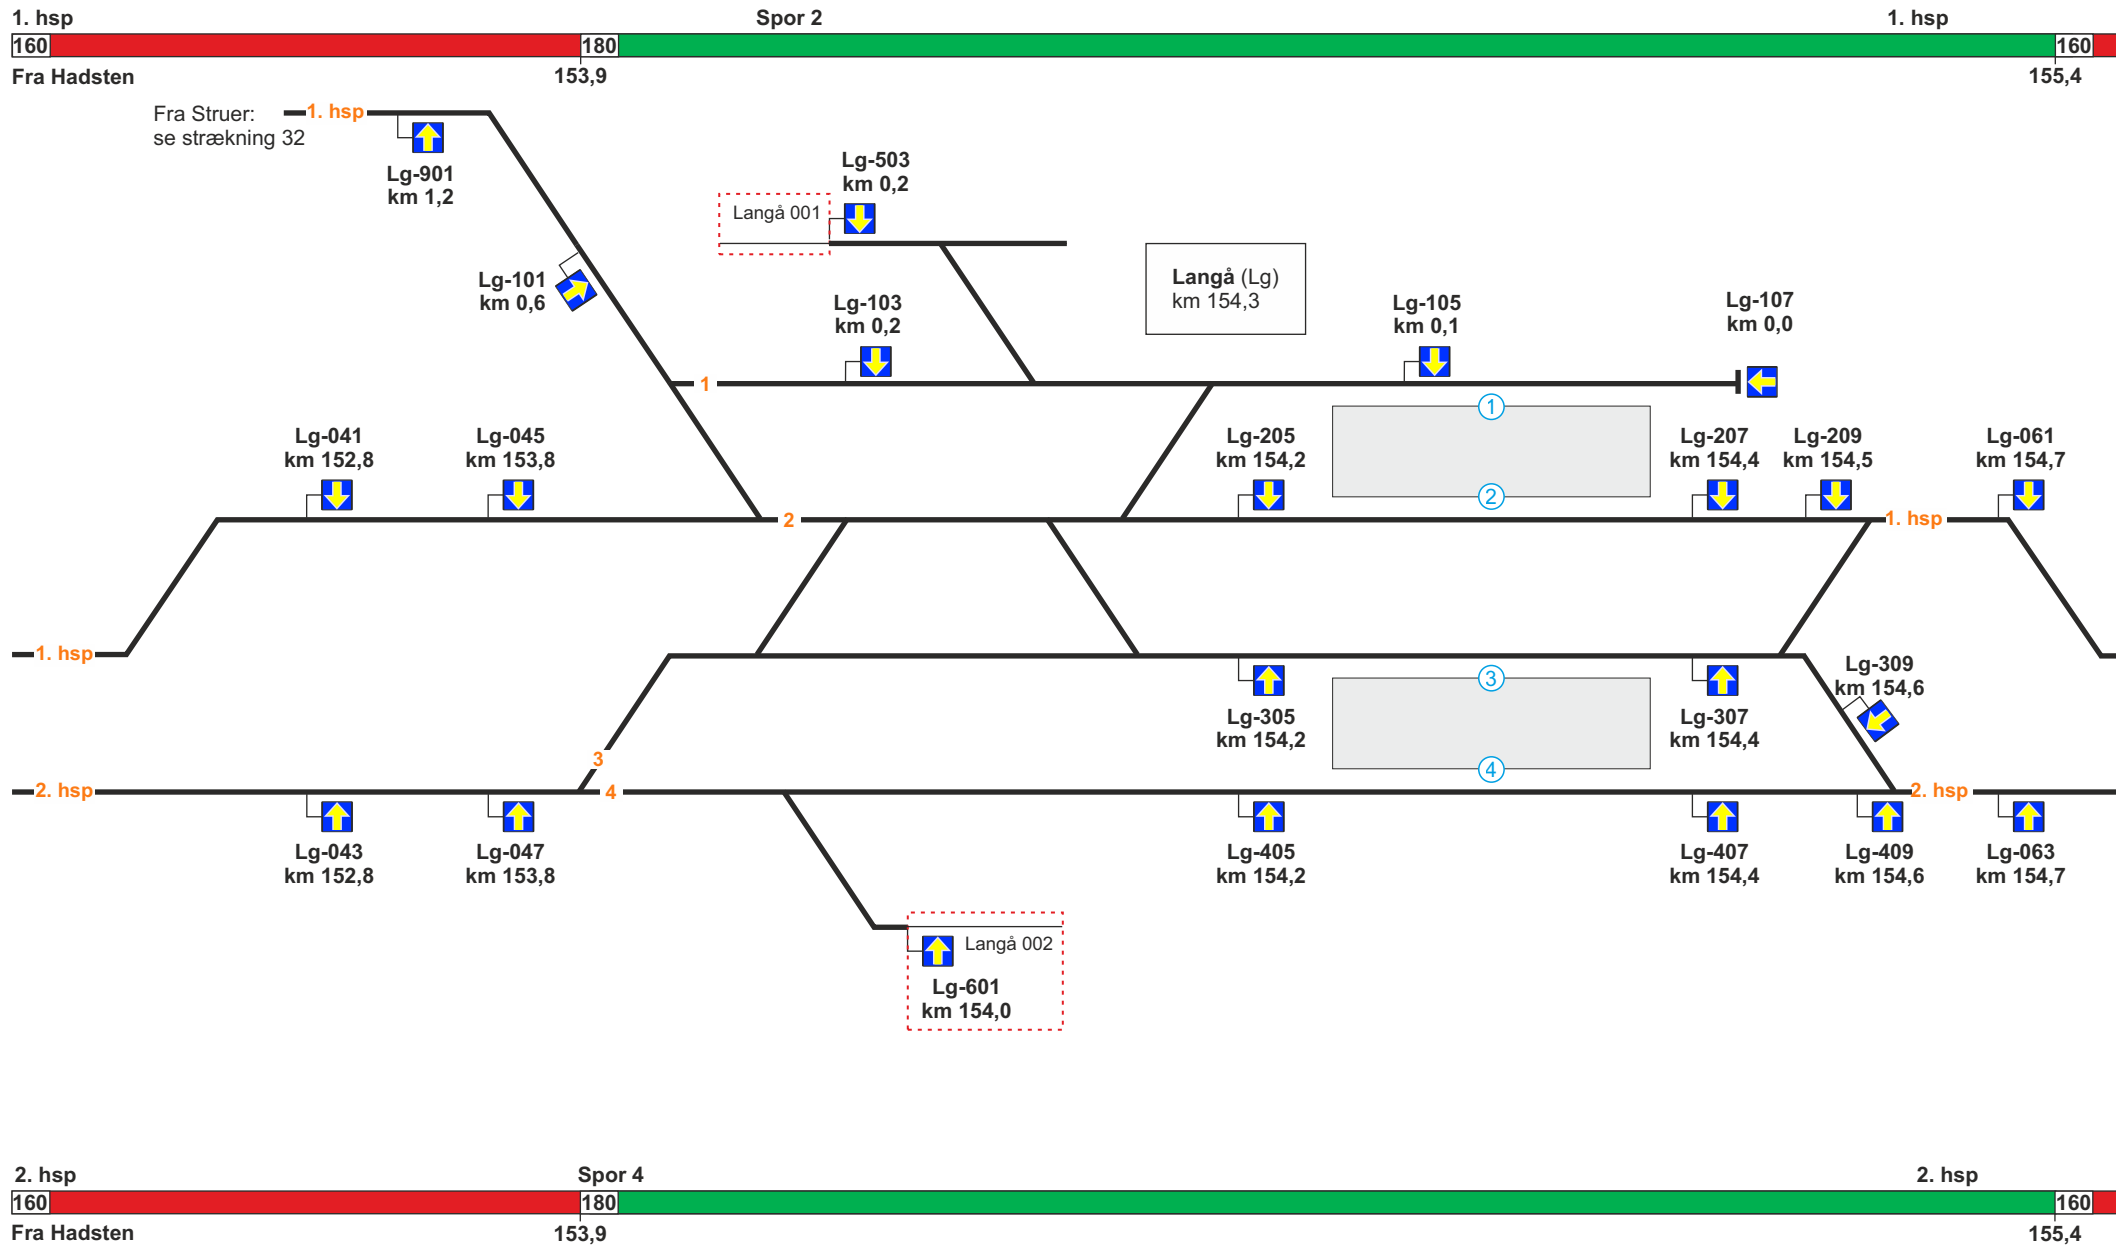 1. hsp
Spor 2
1. hsp
160
180
160
Fra Hadsten
153,9
155,4
Fra Struer:
se strækning 32
1. hsp
Lg-901
km 1,2
Lg-503
km 0,2
Langå 001
Lg-101
km 0,6
Langå (Lg)
km 154,3
Lg-103
km 0,2
Lg-105
km 0,1
Lg-107
km 0,0
1
1
Lg-041
km 152,8
Lg-045
km 153,8
Lg-205
km 154,2
Lg-207
km 154,4
Lg-209
km 154,5
Lg-061
km 154,7
2
2
1. hsp
1. hsp
3
Lg-305
km 154,2
Lg-307
km 154,4
Lg-309
km 154,6
3
4
2. hsp
4
2. hsp
Lg-043
km 152,8
Lg-047
km 153,8
Lg-405
km 154,2
Lg-407
km 154,4
Lg-409
km 154,6
Lg-063
km 154,7
Langå 002
Lg-601
km 154,0
2. hsp
Spor 4
2. hsp
160
180
160
Fra Hadsten
153,9
155,4